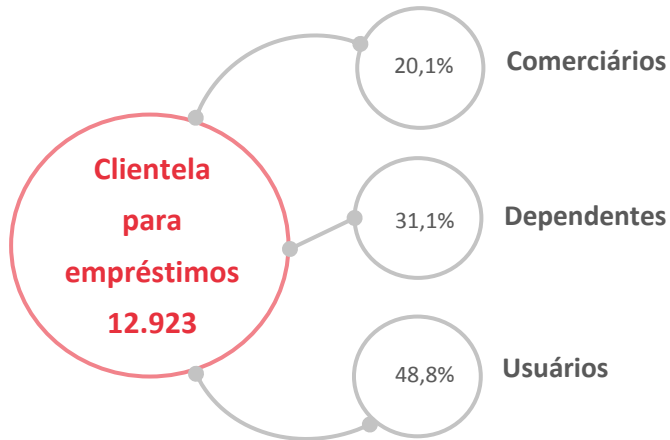 Clientela
para
empréstimos
12.923
20,1%
Comerciários
31,1%
Dependentes
48,8%
Usuários